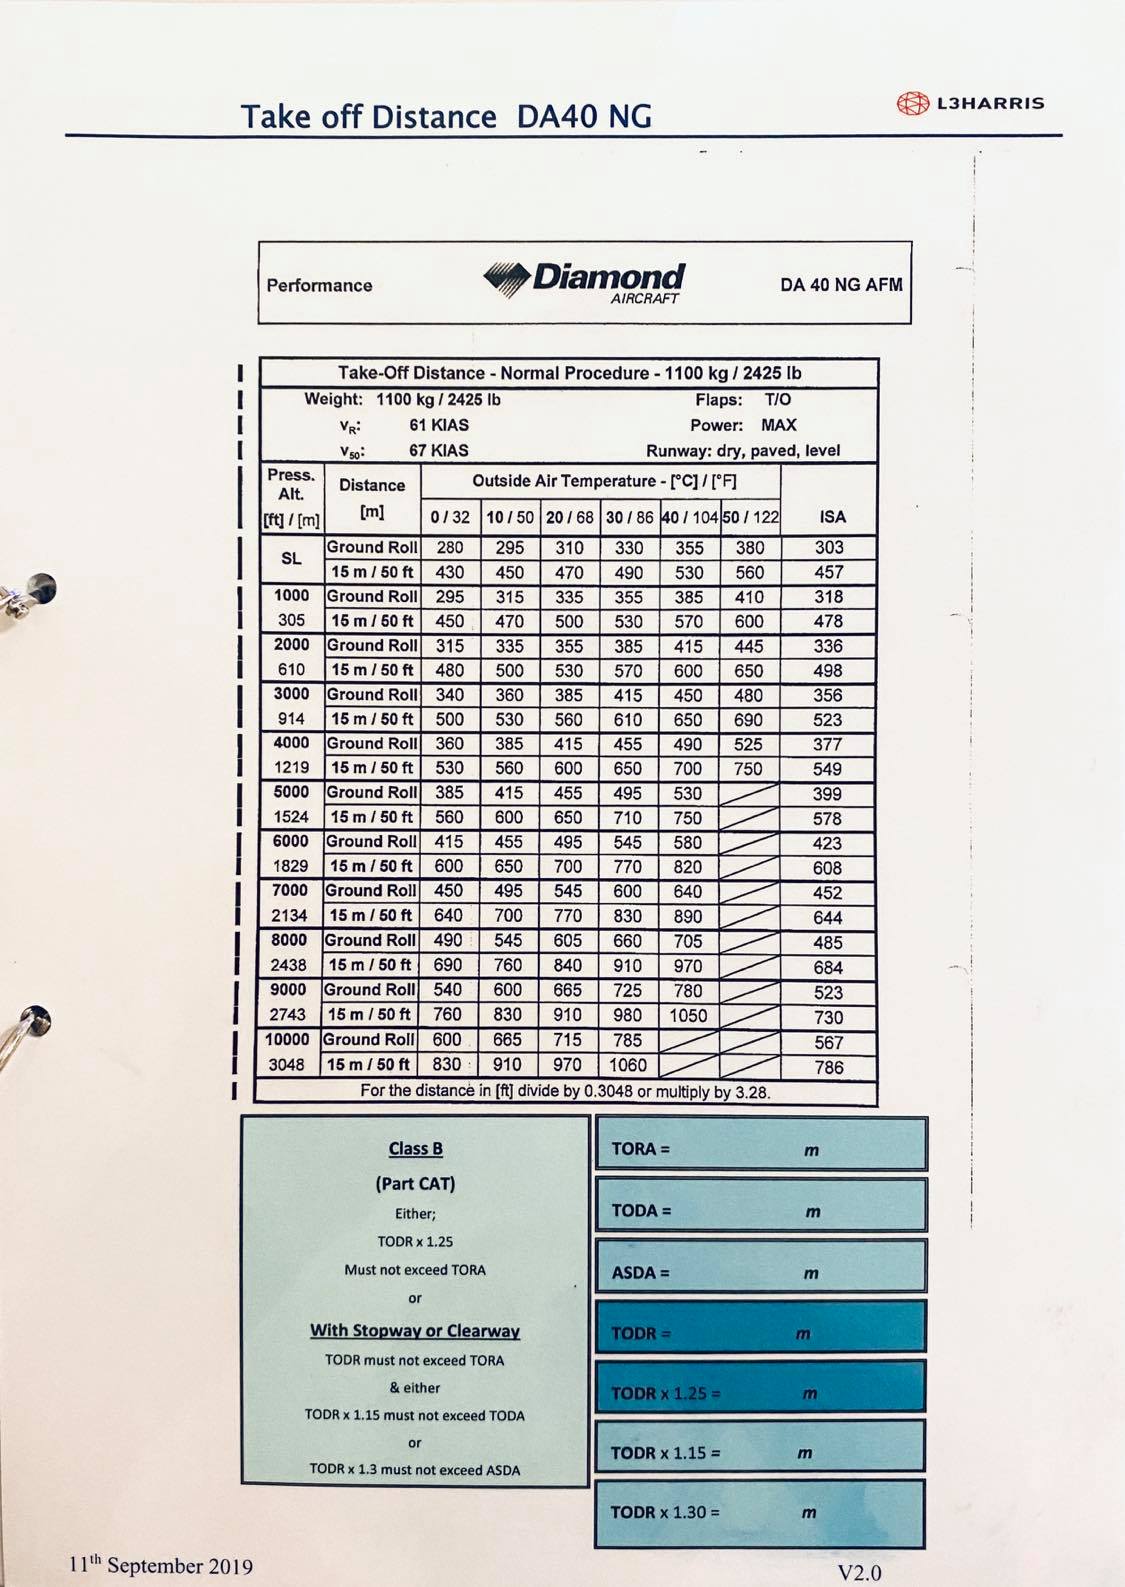 Take off Distance DA40 NG
L3HARRIS
Performance
Diamond
AIRCRAFT
DA 40 NG AFM
Take-Off Distance - Normal Procedure - 1100 kg / 2425 lb
Weight: 1100 kg / 2425 lb Flaps: T/O
VR: 61 KIAS Power: MAX
V50: 67 KIAS Runway: dry, paved, level
Press. Alt. [ft] / [m] Distance [m] Outside Air Temperature - [°C] / [°F]
0 / 32 10 / 50 20 / 68 30 / 86 40 / 104 50 / 122 ISA
SL Ground Roll 280 295 310 330 355 380 303
15 m / 50 ft 430 450 470 490 530 560 457
1000 Ground Roll 295 315 335 355 385 410 318
305 15 m / 50 ft 450 470 500 530 570 600 478
2000 Ground Roll 315 335 355 385 415 445 336
610 15 m / 50 ft 480 500 530 570 600 650 498
3000 Ground Roll 340 360 385 415 450 480 356
914 15 m / 50 ft 500 530 560 610 650 690 523
4000 Ground Roll 360 385 415 455 490 525 377
1219 15 m / 50 ft 530 560 600 650 700 750 549
5000 Ground Roll 385 415 455 495 530 399
1524 15 m / 50 ft 560 600 650 710 750 578
6000 Ground Roll 415 455 495 545 580 423
1829 15 m / 50 ft 600 650 700 770 820 608
7000 Ground Roll 450 495 545 600 640 452
2134 15 m / 50 ft 640 700 770 830 890 644
8000 Ground Roll 490 545 605 660 705 485
2438 15 m / 50 ft 690 760 840 910 970 684
9000 Ground Roll 540 600 665 725 780 523
2743 15 m / 50 ft 760 830 910 980 1050 730
10000 Ground Roll 600 665 715 785 567
3048 15 m / 50 ft 830 910 970 1060 786
For the distance in [ft] divide by 0.3048 or multiply by 3.28.
Class B
(Part CAT)
Either;
TODR x 1.25
Must not exceed TORA
or
With Stopway or Clearway
TODR must not exceed TORA
& either
TODR x 1.15 must not exceed TODA
or
TODR x 1.3 must not exceed ASDA
TORA = m
TODA = m
ASDA = m
TODR = m
TODR x 1.25 = m
TODR x 1.15 = m
TODR x 1.30 = m
11th September 2019
V2.0